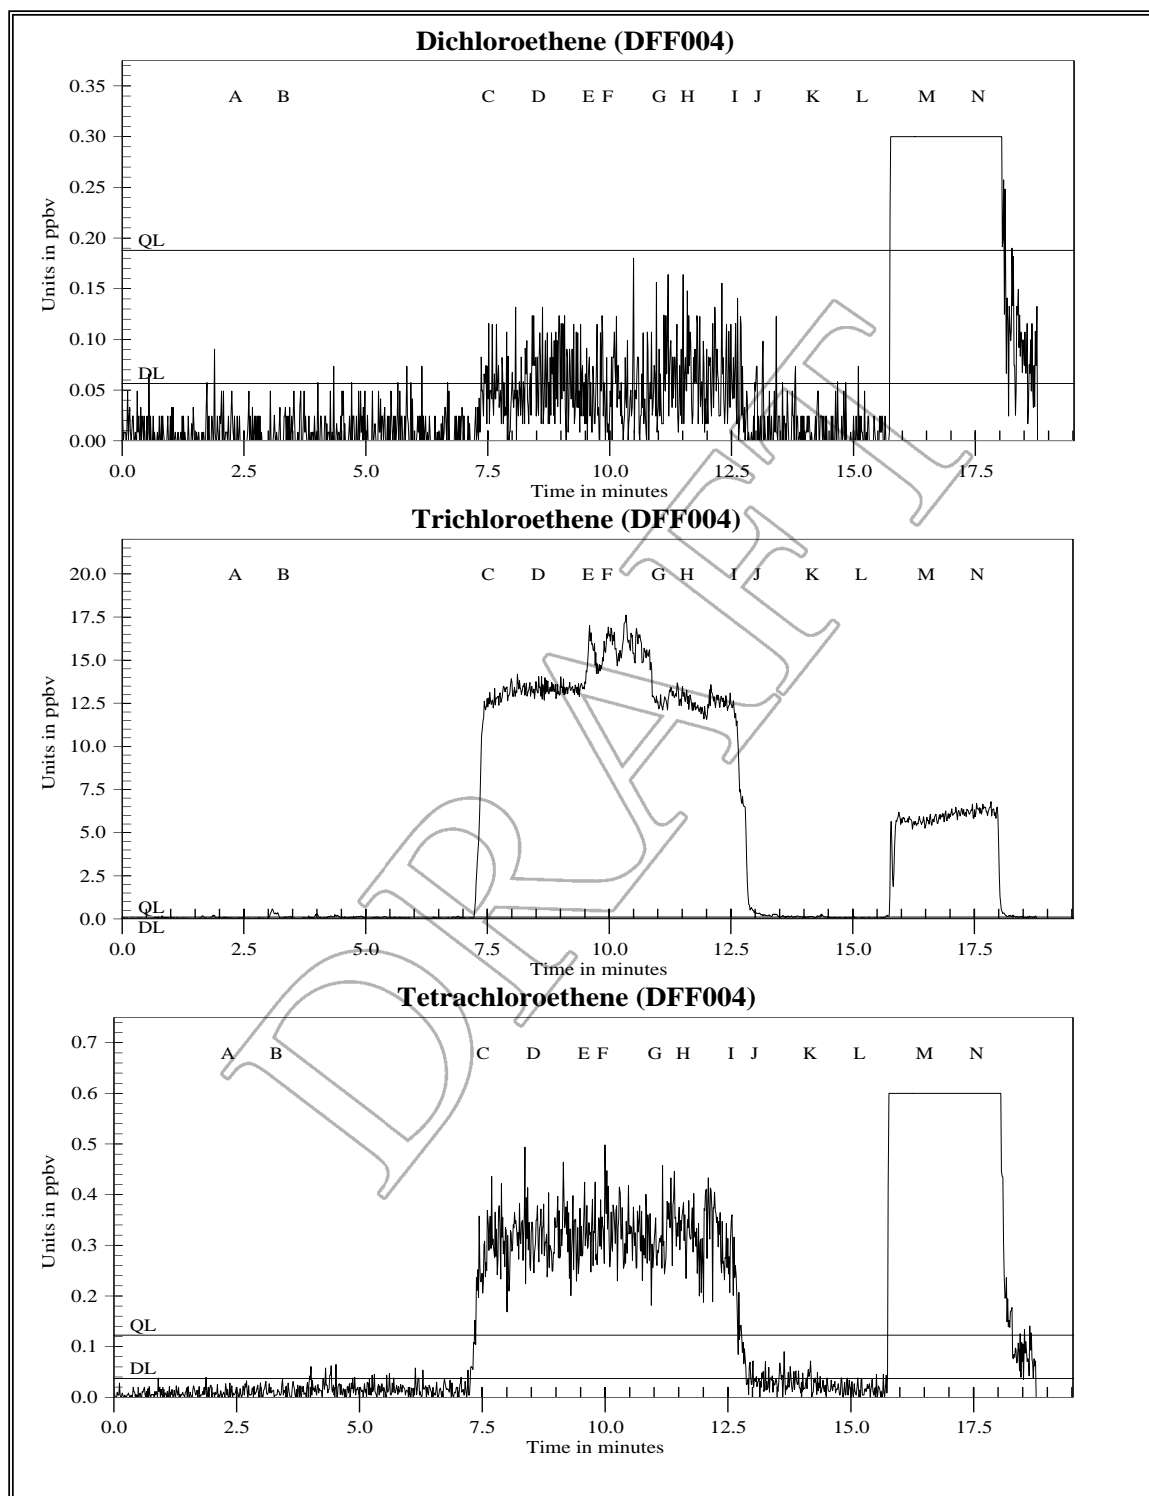 Dichloroethene (DFF004)
Units in ppbv
0.35
A B C D E F G H I J K L M N
0.30
0.25
0.20
QL
0.15
0.10
DL
0.05
0.00
0.0 2.5 5.0 7.5 10.0 12.5 15.0 17.5
Time in minutes
Trichloroethene (DFF004)
Units in ppbv
20.0
A B C D E F G H I J K L M N
17.5
15.0
12.5
10.0
7.5
5.0
2.5
QL
0.0
DL
0.0 2.5 5.0 7.5 10.0 12.5 15.0 17.5
Time in minutes
Tetrachloroethene (DFF004)
Units in ppbv
0.7
A B C D E F G H I J K L M N
0.6
0.5
0.4
0.3
0.2
QL
0.1
DL
0.0
0.0 2.5 5.0 7.5 10.0 12.5 15.0 17.5
Time in minutes
DRAFT